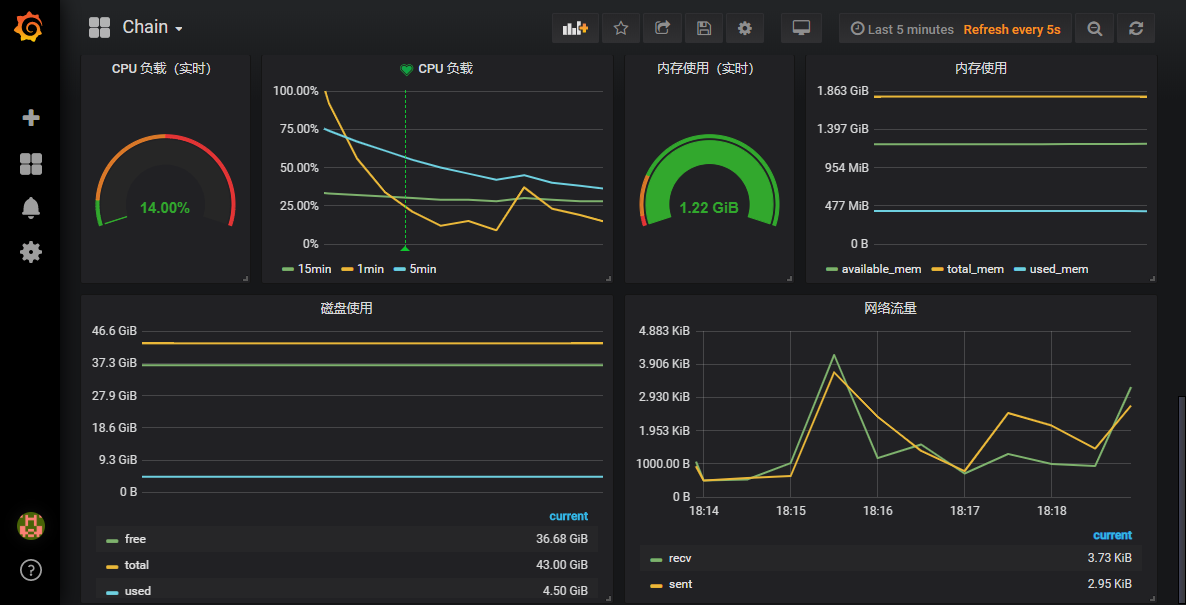 Chain
Last 5 minutes Refresh every 5s
CPU 负载（实时）
14.00%
CPU 负载
100.00%
75.00%
50.00%
25.00%
0%
15min 1min 5min
内存使用（实时）
1.22 GiB
内存使用
1.863 GiB
1.397 GiB
954 MiB
477 MiB
0 B
available_mem total_mem used_mem
磁盘使用
46.6 GiB
37.3 GiB
27.9 GiB
18.6 GiB
9.3 GiB
0 B
current
free 36.68 GiB
total 43.00 GiB
used 4.50 GiB
网络流量
4.883 KiB
3.906 KiB
2.930 KiB
1.953 KiB
1000.00 B
0 B
18:14 18:15 18:16 18:17 18:18
current
recv 3.73 KiB
sent 2.95 KiB
?